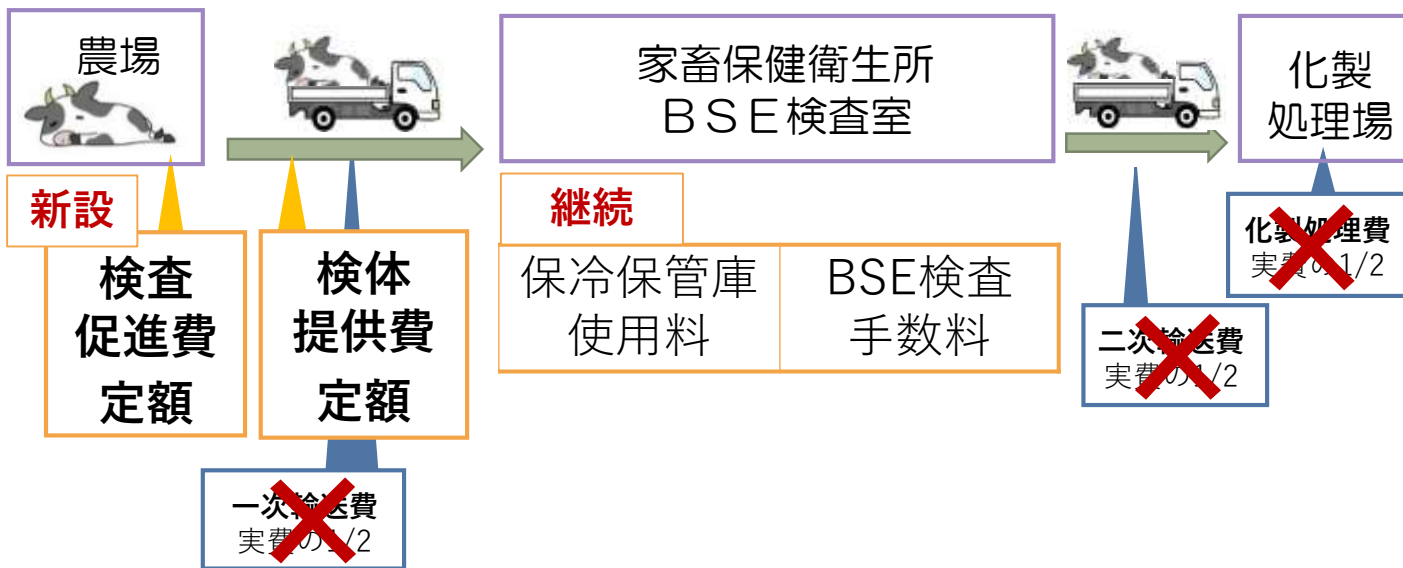 農場
家畜保健衛生所
ＢＳＥ検査室
化製
処理場
新設
検査
促進費
定額
検体
提供費
定額
継続
保冷保管庫
使用料
BSE検査
手数料
一次輸送費
実費の1/2
二次輸送費
実費の1/2
化製処理費
実費の1/2